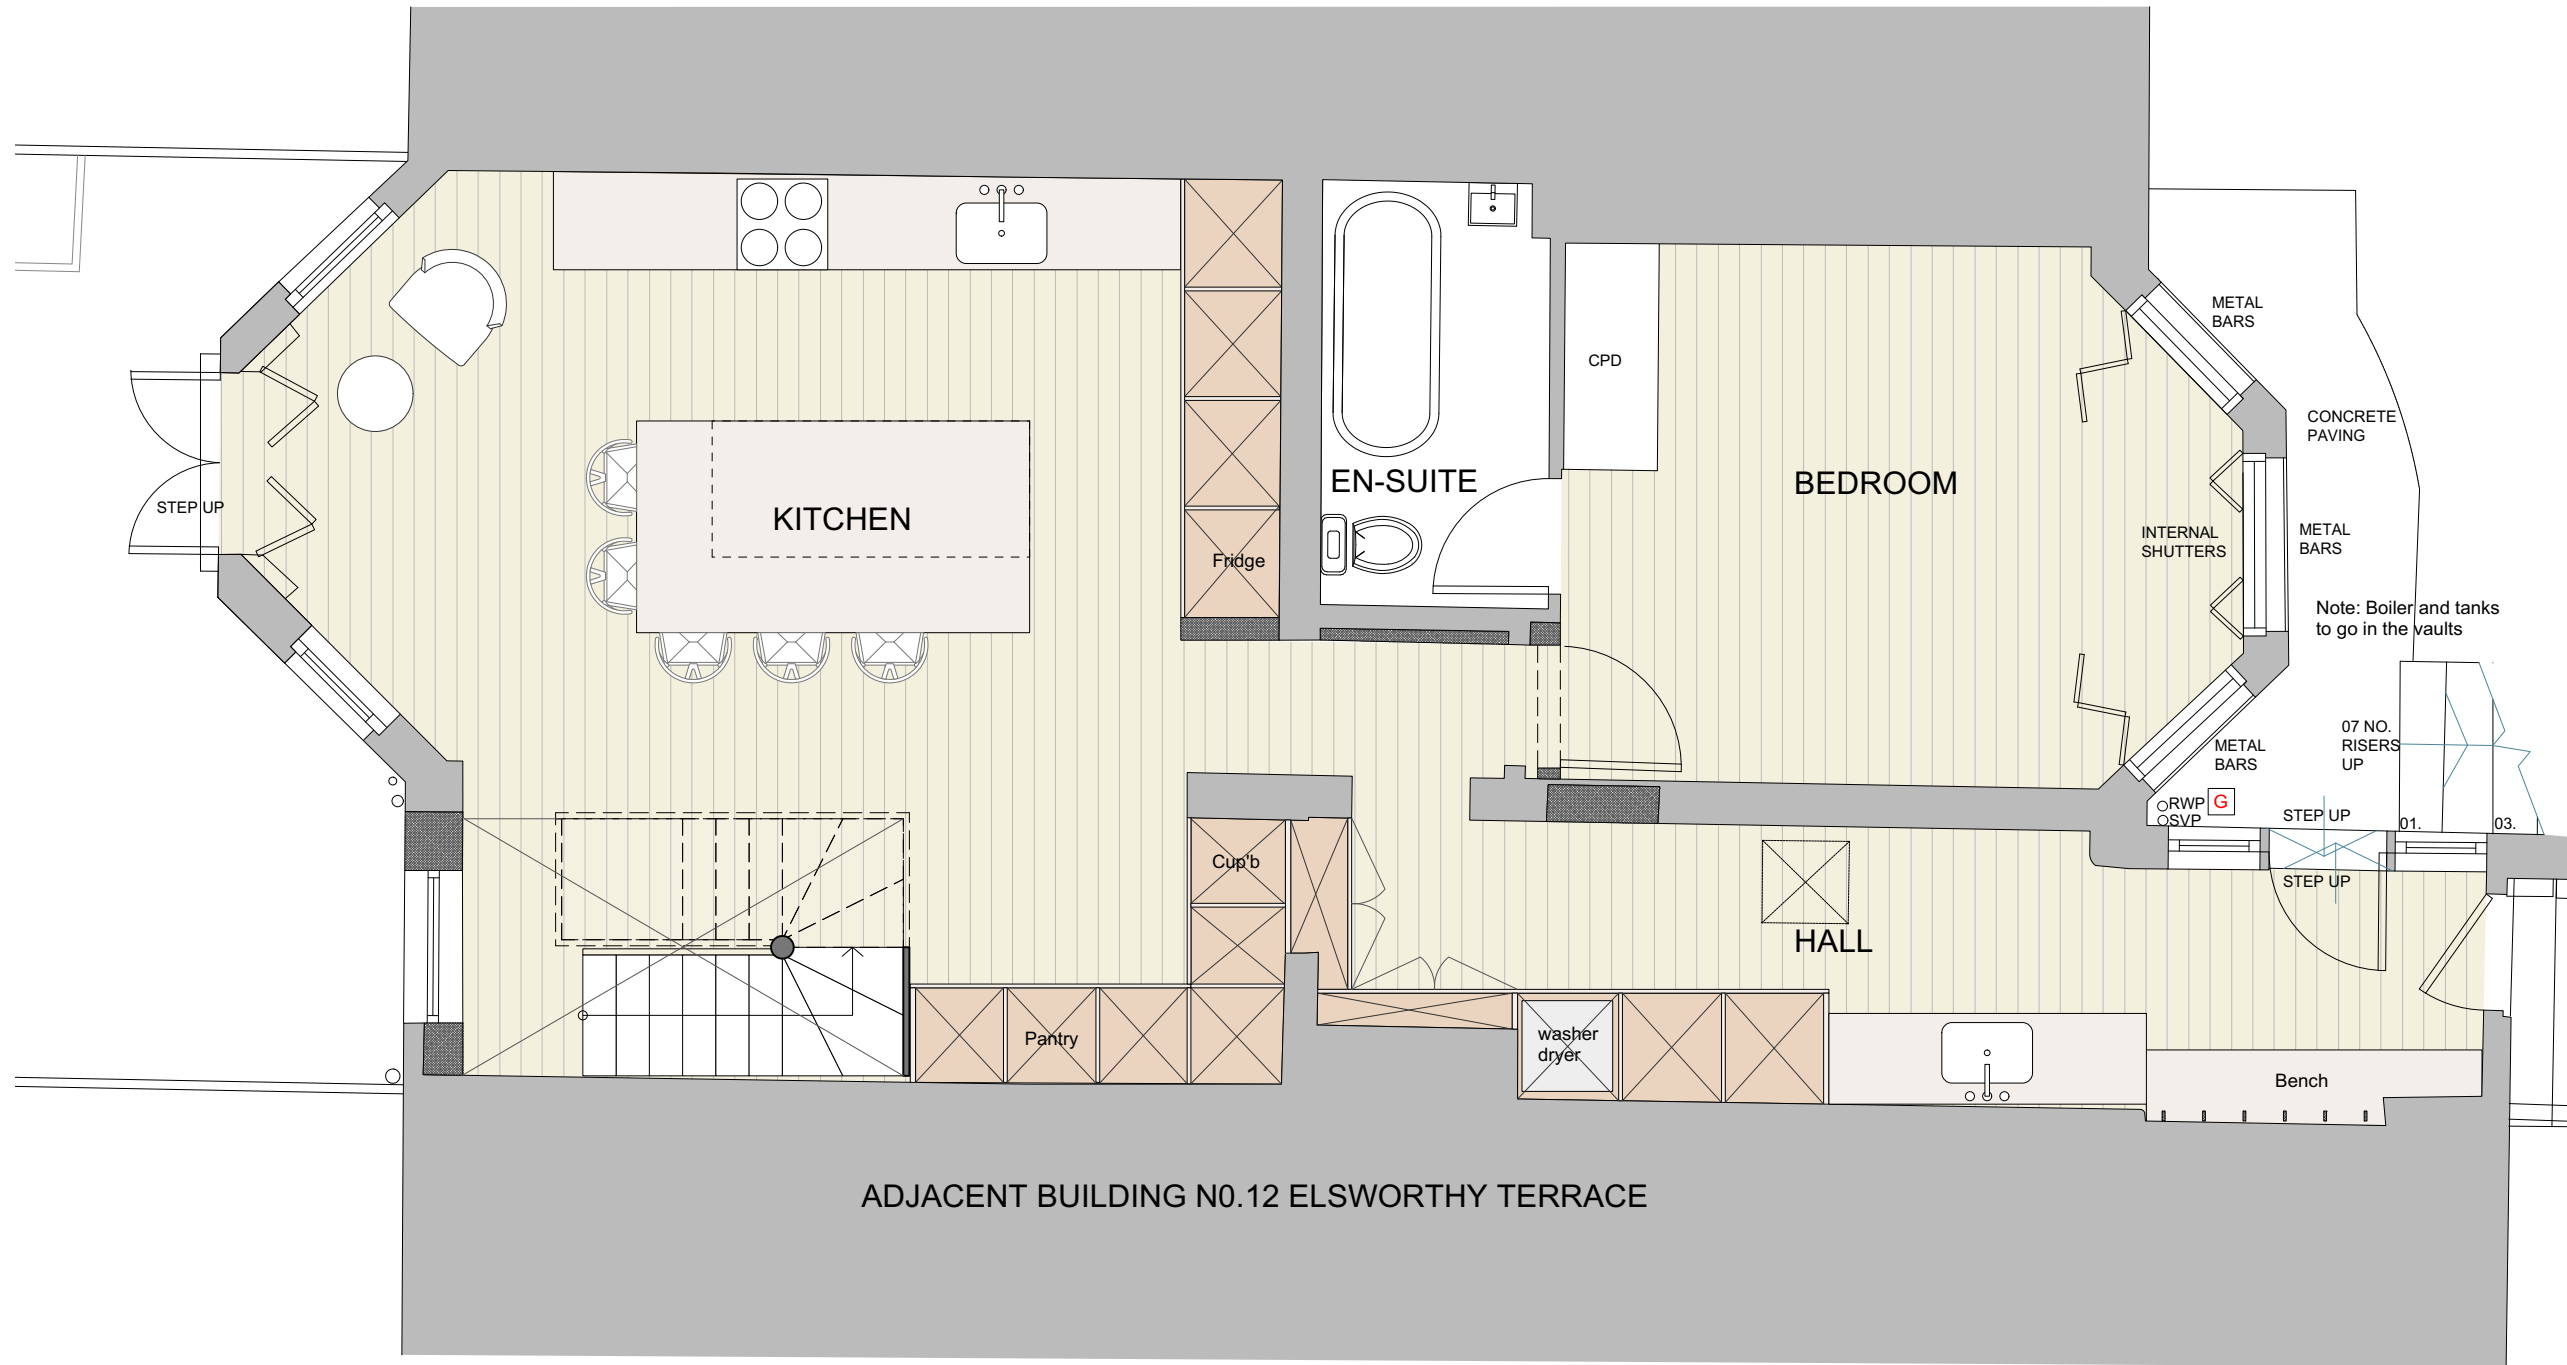 METAL
BARS
CPD
CONCRETE
PAVING
EN-SUITE
BEDROOM
STEP UP
KITCHEN
INTERNAL
SHUTTERS
METAL
BARS
Fridge
Note: Boiler and tanks
to go in the vaults
07 NO.
RISERS
UP
METAL
BARS
RWP
G
SVP
STEP UP
01.
03.
Cup'b
STEP UP
HALL
Pantry
washer
dryer
Bench
ADJACENT BUILDING N0.12 ELSWORTHY TERRACE